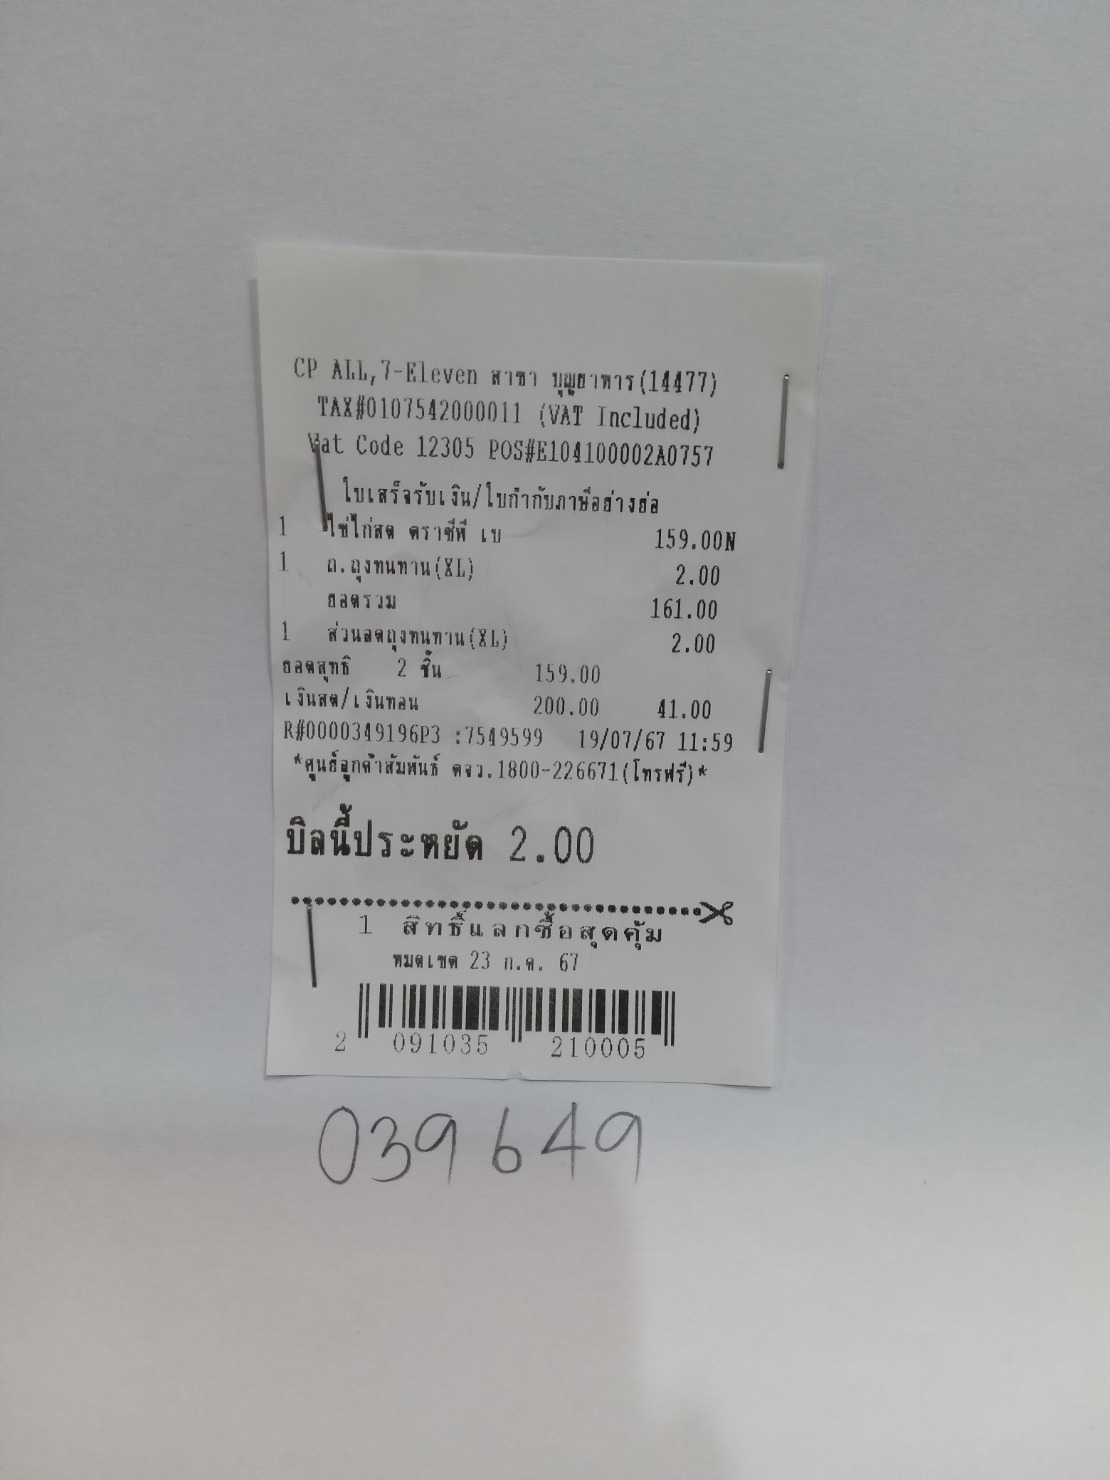 CP ALL,7-Eleven สาขา บุญยาหาร(14477)
TAX#0107542000011 (VAT Included)
Vat Code 12305 POS#E104100002A0757
ใบเสร็จรับเงิน/ใบกำกับภาษีอย่างย่อ
1 ไข่ไก่สด ตราซีพี เบ 159.00N
1 ถ.ถุงทนทาน(XL) 2.00
ยอดรวม 161.00
1 ส่วนลดถุงทนทาน(XL) 2.00
ยอดสุทธิ 2 ชิ้น 159.00
เงินสด/เงินทอน 200.00 41.00
R#0000349196P3 :7549599 19/07/67 11:59
*ศูนย์ลูกค้าสัมพันธ์ ตจว.1800-226671(โทรฟรี)*
บิลนี้ประหยัด 2.00
1 สิทธิ์แลกซื้อสุดคุ้ม
หมดเขต 23 ก.ค. 67
2 091035 210005
039649